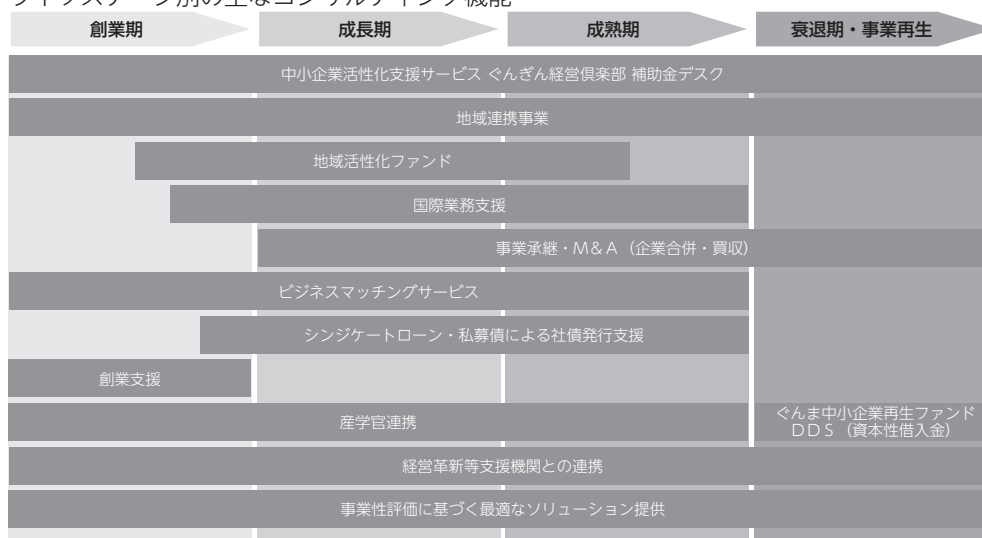 ライフステージ別の主なコンサルティング機能
創業期
成長期
成熟期
衰退期・事業再生
中小企業活性化支援サービス ぐんぎん経営倶楽部 補助金デスク
地域連携事業
地域活性化ファンド
国際業務支援
事業承継・M&A（企業合併・買収）
ビジネスマッチングサービス
シンジケートローン・私募債による社債発行支援
創業支援
産学官連携
ぐんま中小企業再生ファンド
DDS（資本性借入金）
経営革新等支援機関との連携
事業性評価に基づく最適なソリューション提供